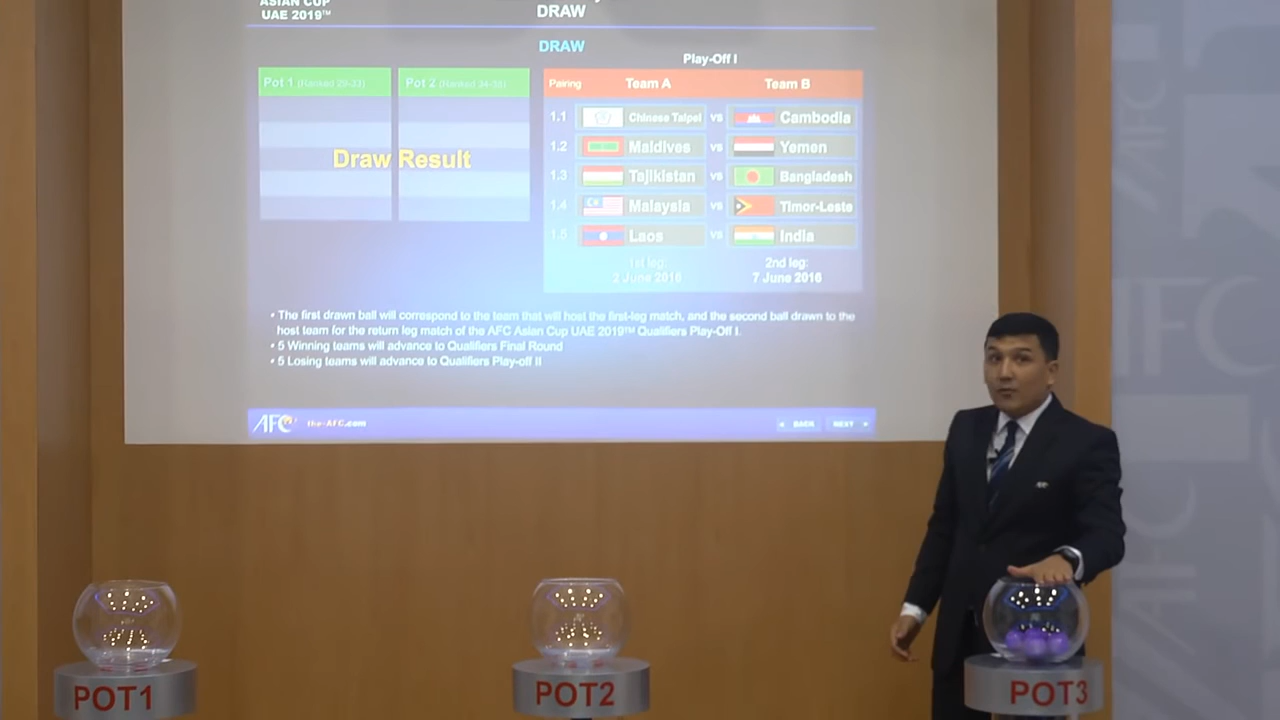 ASIAN CUP
UAE 2019™
DRAW
DRAW
Play-Off I
Pot 1 (Ranked 29-33)
Pot 2 (Ranked 34-38)
Draw Result
Pairing Team A Team B
1.1 Chinese Taipei vs Cambodia
1.2 Maldives vs Yemen
1.3 Tajikistan vs Bangladesh
1.4 Malaysia vs Timor-Leste
1.5 Laos vs India
1st leg: 2nd leg:
2 June 2016 7 June 2016
• The first drawn ball will correspond to the team that will host the first-leg match, and the second ball drawn to the
host team for the return leg match of the AFC Asian Cup UAE 2019™ Qualifiers Play-Off I.
• 5 Winning teams will advance to Qualifiers Final Round
• 5 Losing teams will advance to Qualifiers Play-off II
AFC the-AFC.com BACK NEXT
POT1
POT2
POT3
AFC
AFC
AFC